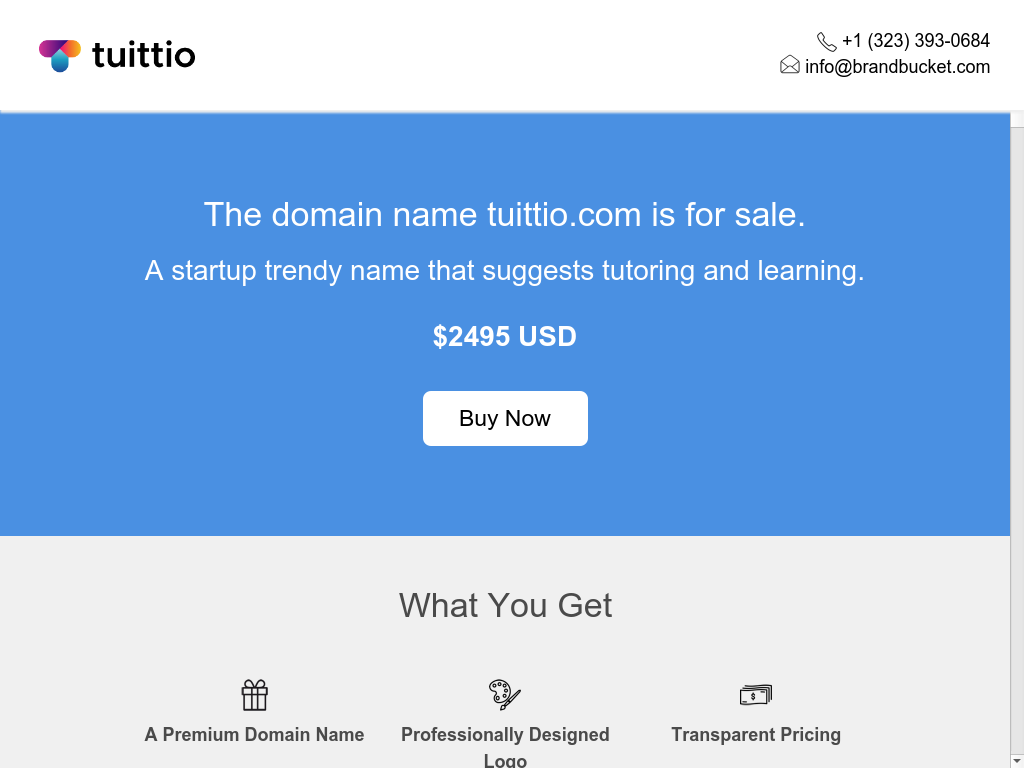 tuittio
+1 (323) 393-0684
info@brandbucket.com
The domain name tuittio.com is for sale.
A startup trendy name that suggests tutoring and learning.
$2495 USD
Buy Now
What You Get
A Premium Domain Name
Professionally Designed
Logo
Transparent Pricing